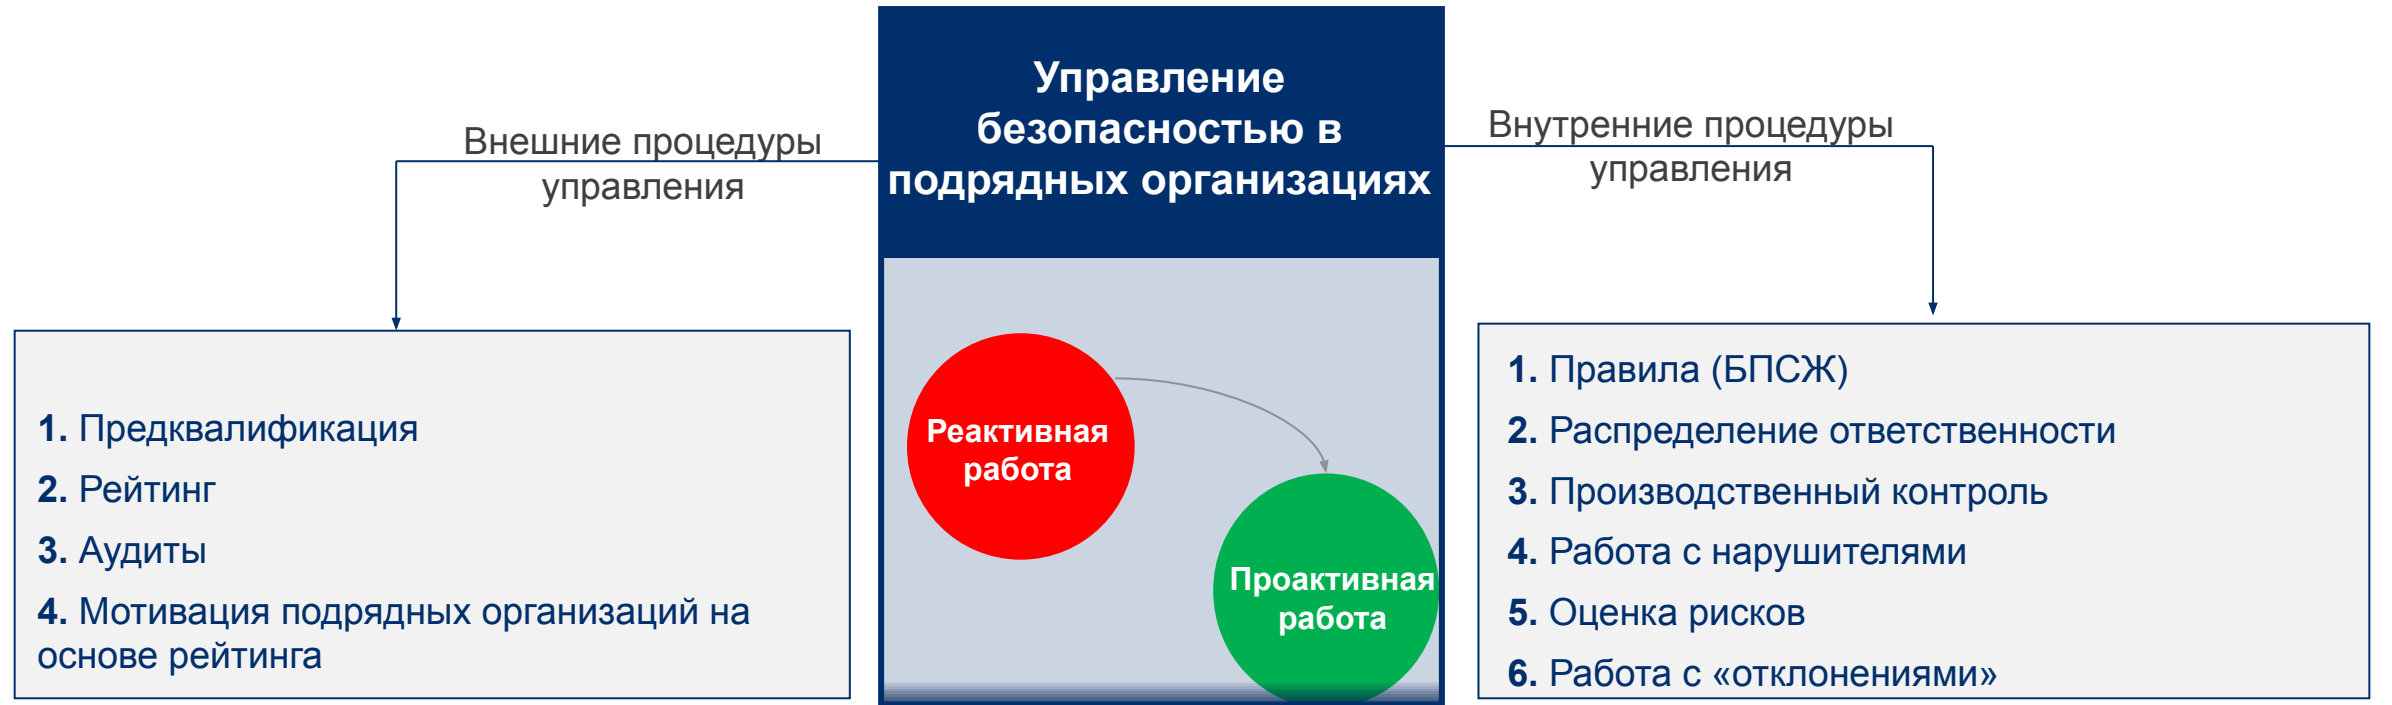 Управление
безопасностью в
подрядных организациях
Внешние процедуры
управления
Внутренние процедуры
управления
1. Предквалификация
2. Рейтинг
3. Аудиты
4. Мотивация подрядных организаций на
основе рейтинга
Реактивная
работа
Проактивная
работа
1. Правила (БПСЖ)
2. Распределение ответственности
3. Производственный контроль
4. Работа с нарушителями
5. Оценка рисков
6. Работа с «отклонениями»